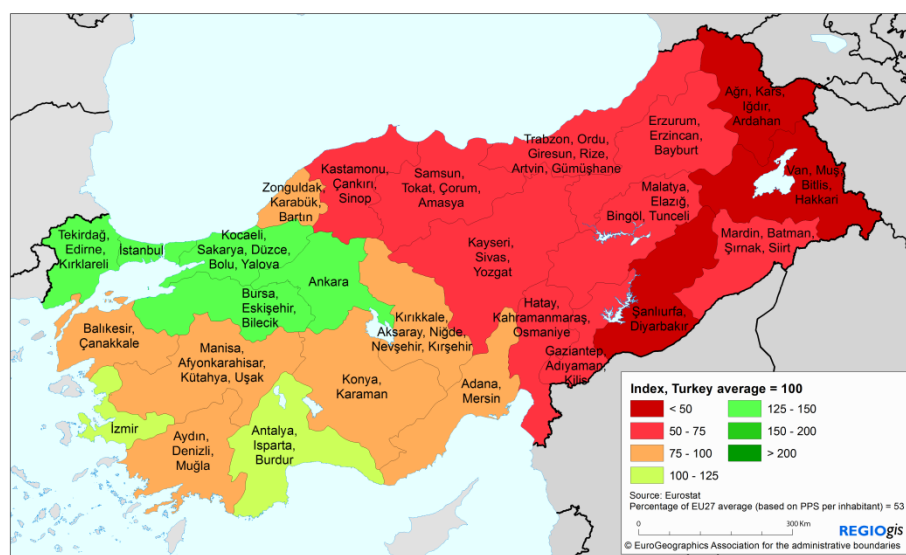 Ağrı, Kars,
Iğdır,
Ardahan
Erzurum,
Erzincan,
Bayburt
Trabzon, Ordu,
Giresun, Rize,
Artvin, Gümüşhane
Kastamonu,
Çankırı,
Sinop
Samsun,
Tokat, Çorum,
Amasya
Van, Muş,
Bitlis,
Hakkari
Zonguldak,
Karabük,
Bartın
Malatya,
Elazığ,
Bingöl, Tunceli
Tekirdağ,
Edirne,
Kırklareli
İstanbul
Kocaeli,
Sakarya, Düzce,
Bolu, Yalova
Mardin, Batman,
Şırnak, Siirt
Kayseri,
Sivas,
Yozgat
Ankara
Bursa,
Eskişehir,
Bilecik
Hatay,
Kahramanmaraş,
Osmaniye
Şanlıurfa,
Diyarbakır
Kırıkkale,
Aksaray, Niğde,
Nevşehir, Kırşehir
Balıkesir,
Çanakkale
Manisa,
Afyonkarahisar,
Kütahya, Uşak
Gaziantep,
Adıyaman,
Kilis
Konya,
Karaman
Adana,
Mersin
İzmir
Antalya,
Isparta,
Burdur
Aydın,
Denizli,
Muğla
Index, Turkey average = 100
< 50
50 - 75
75 - 100
100 - 125
125 - 150
150 - 200
> 200
Source: Eurostat
Percentage of EU27 average (based on PPS per inhabitant) = 53
0 300 Km
REGIOgis
© EuroGeographics Association for the administrative boundaries